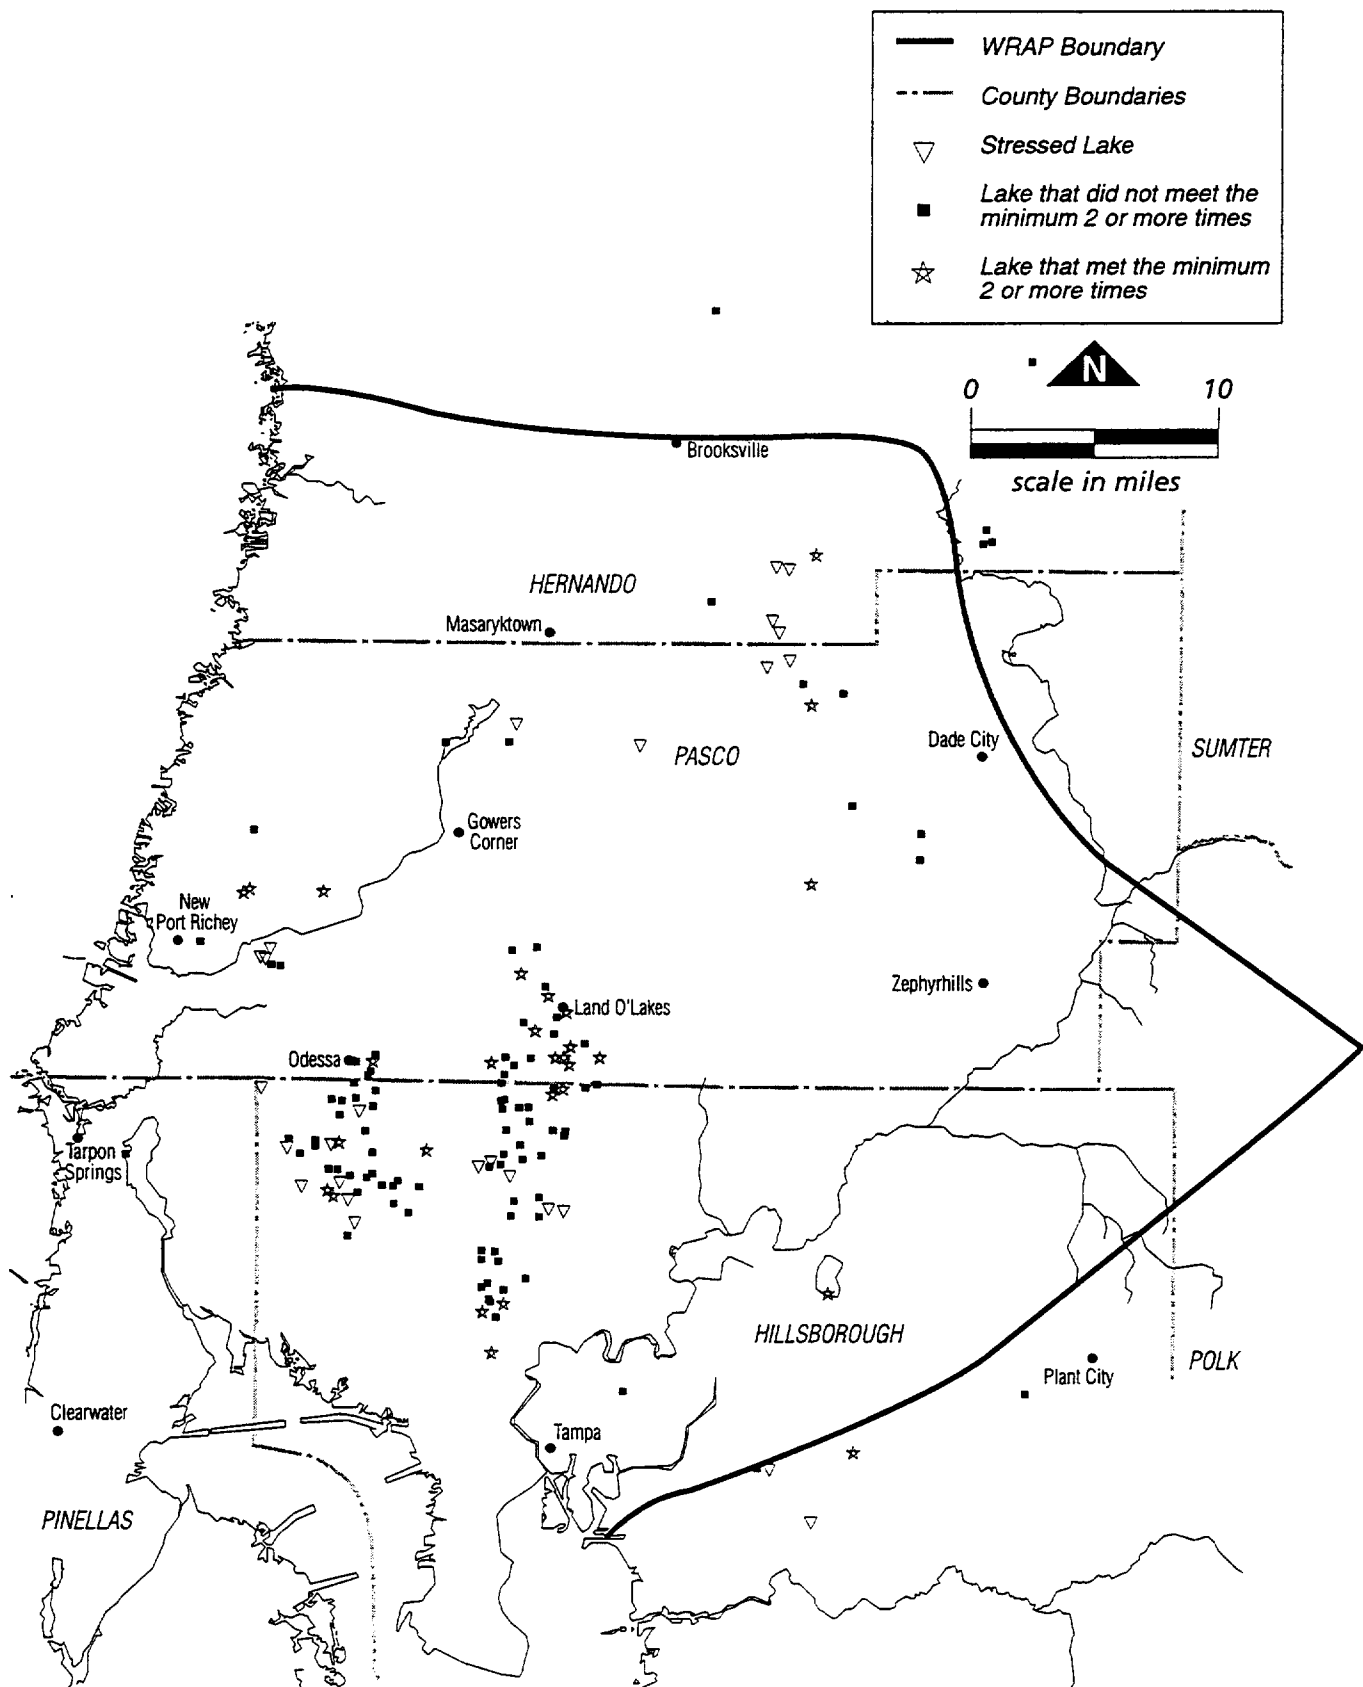 WRAP Boundary
County Boundaries
Stressed Lake
Lake that did not meet the
minimum 2 or more times
Lake that met the minimum
2 or more times
N
0 10
scale in miles
Brooksville
HERNANDO
Masaryktown
Dade City
PASCO
SUMTER
Gowers
Corner
New
Port Richey
Zephyrhills
Land O'Lakes
Odessa
Tarpon
Springs
HILLSBOROUGH
POLK
Plant City
Clearwater
Tampa
PINELLAS